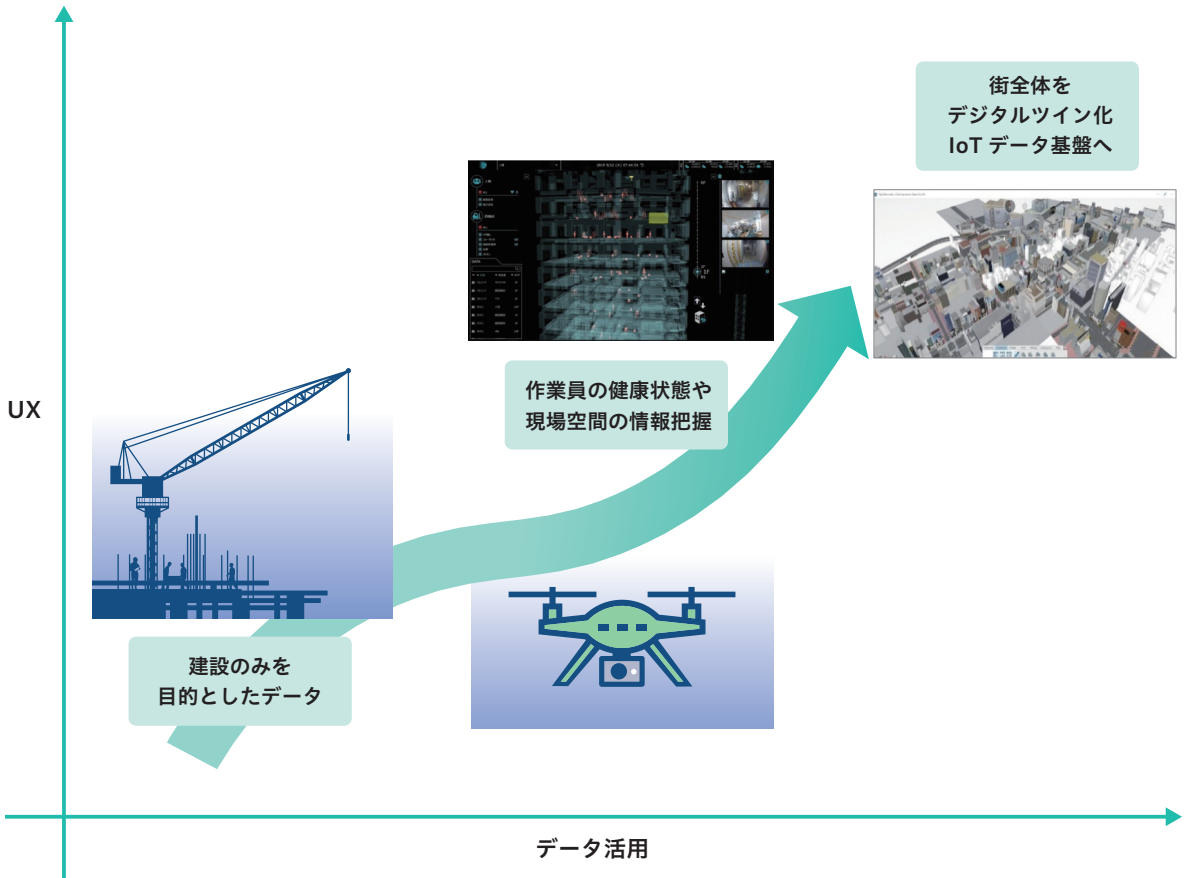 街全体を
デジタルツイン化
IoT データ基盤へ
作業員の健康状態や
現場空間の情報把握
UX
建設のみを
目的としたデータ
データ活用